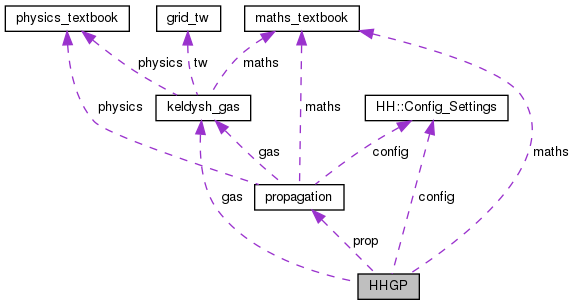 physics_textbook
grid_tw
maths_textbook
physics
tw
maths
keldysh_gas
HH::Config_Settings
physics
maths
gas
config
maths
propagation
gas
config
prop
HHGP